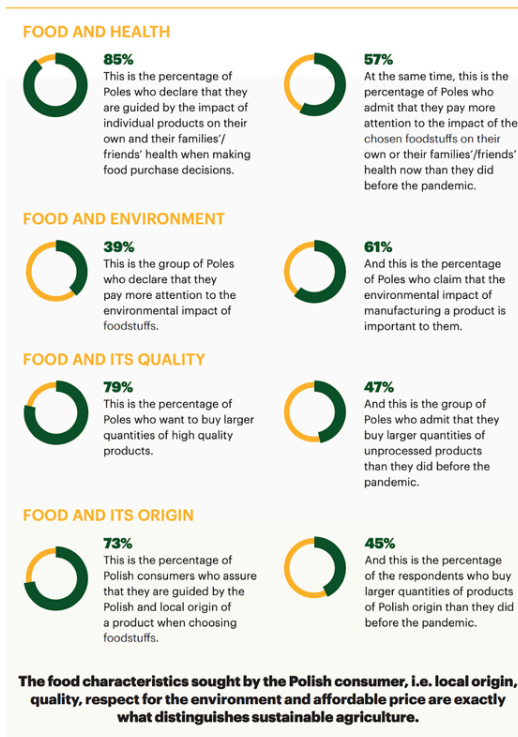 FOOD AND HEALTH
85%
This is the percentage of
Poles who declare that they
are guided by the impact of
individual products on their
own and their families'/
friends' health when making
food purchase decisions.
57%
At the same time, this is the
percentage of Poles who
admit that they pay more
attention to the impact of the
chosen foodstuffs on their
own or their families'/friends'
health now than they did
before the pandemic.
FOOD AND ENVIRONMENT
39%
This is the group of Poles
who declare that they
pay more attention to the
environmental impact of
foodstuffs.
61%
And this is the percentage
of Poles who claim that the
environmental impact of
manufacturing a product is
important to them.
FOOD AND ITS QUALITY
79%
This is the percentage of
Poles who want to buy larger
quantities of high quality
products.
47%
And this is the group of
Poles who admit that they
buy larger quantities of
unprocessed products
than they did before the
pandemic.
FOOD AND ITS ORIGIN
73%
This is the percentage of
Polish consumers who assure
that they are guided by the
Polish and local origin of
a product when choosing
foodstuffs.
45%
And this is the percentage
of the respondents who buy
larger quantities of products
of Polish origin than they did
before the pandemic.
The food characteristics sought by the Polish consumer, i.e. local origin,
quality, respect for the environment and affordable price are exactly
what distinguishes sustainable agriculture.